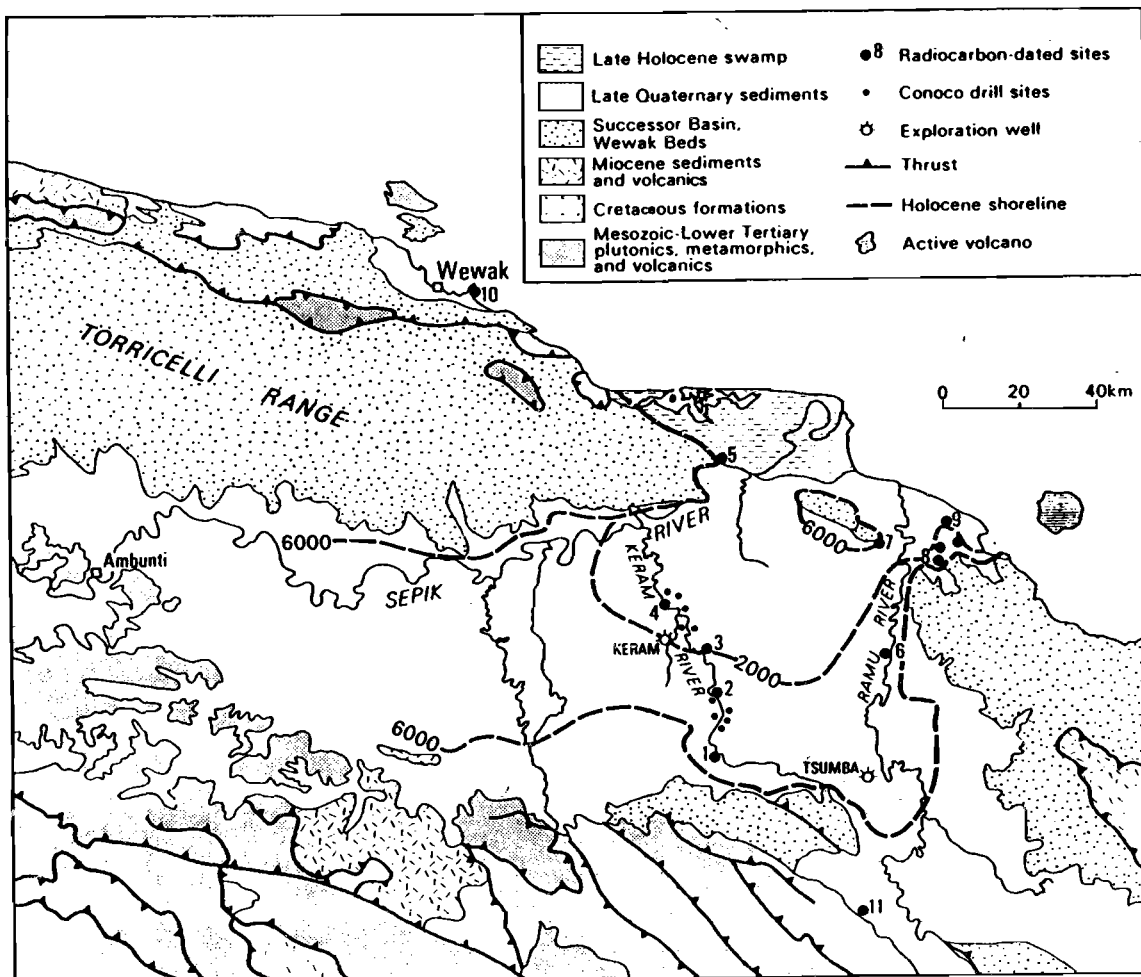 Late Holocene swamp
Late Quaternary sediments
Successor Basin,
Wewak Beds
Miocene sediments
and volcanics
Cretaceous formations
Mesozoic-Lower Tertiary
plutonics, metamorphics,
and volcanics
8 Radiocarbon-dated sites
Conoco drill sites
Exploration well
Thrust
Holocene shoreline
Active volcano
Wewak
10
TORRICELLI
RANGE
0 20 40km
5
6000
RIVER
6000
7
9
8
Ambunti
SEPIK
KERAM
4
KERAM
RIVER
3
2000
RAMU
RIVER
6
2
6000
1
TSUMBA
11